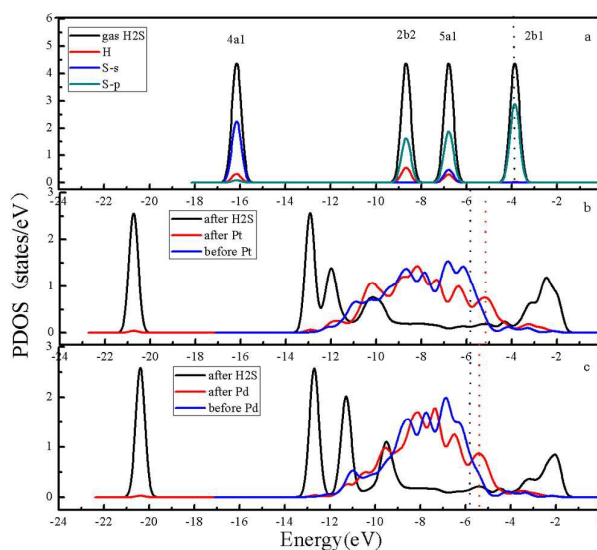 gas H2S
H
S-s
S-p
4a1
2b2
5a1
2b1
a
6
5
4
3
2
1
0
-24 -22 -20 -18 -16 -14 -12 -10 -8 -6 -4 -2
b
after H2S
after Pt
before Pt
3
2
1
0
-24 -22 -20 -18 -16 -14 -12 -10 -8 -6 -4 -2
c
after H2S
after Pd
before Pd
3
2
1
0
-24 -22 -20 -18 -16 -14 -12 -10 -8 -6 -4 -2
PDOS (states/eV)
Energy(eV)